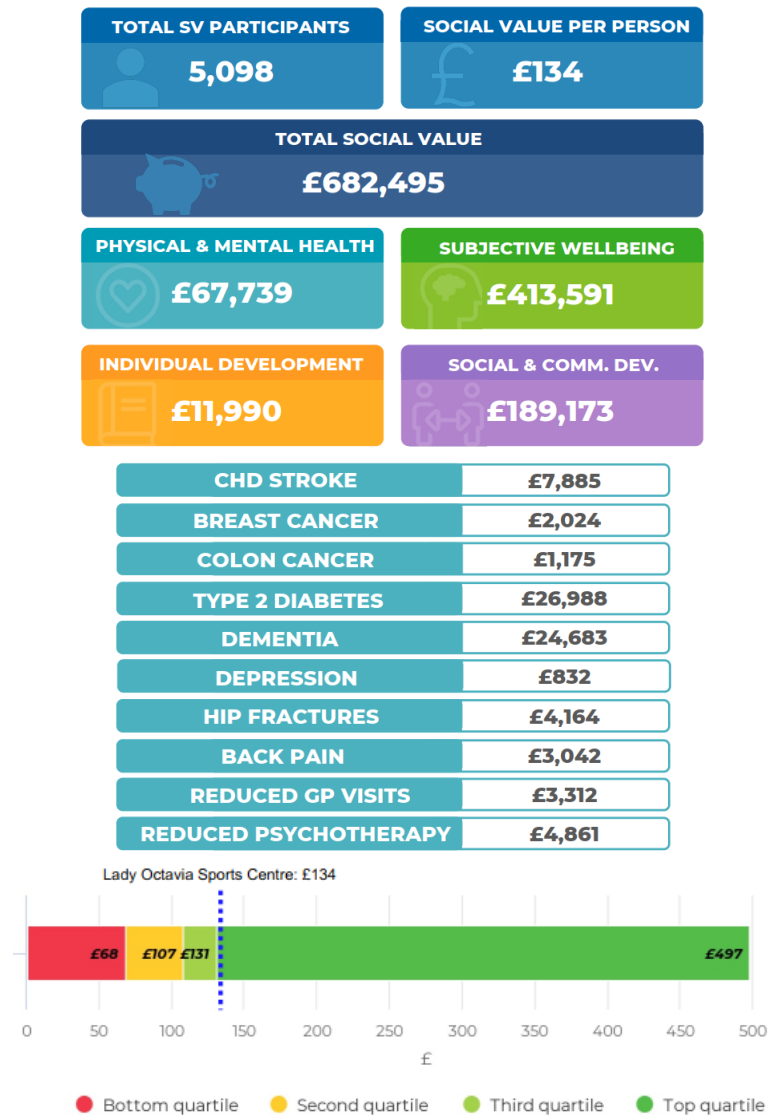 TOTAL SV PARTICIPANTS
5,098
SOCIAL VALUE PER PERSON
£134
TOTAL SOCIAL VALUE
£682,495
PHYSICAL & MENTAL HEALTH
£67,739
SUBJECTIVE WELLBEING
£413,591
INDIVIDUAL DEVELOPMENT
£11,990
SOCIAL & COMM. DEV.
£189,173
CHD STROKE £7,885
BREAST CANCER £2,024
COLON CANCER £1,175
TYPE 2 DIABETES £26,988
DEMENTIA £24,683
DEPRESSION £832
HIP FRACTURES £4,164
BACK PAIN £3,042
REDUCED GP VISITS £3,312
REDUCED PSYCHOTHERAPY £4,861
Lady Octavia Sports Centre: £134
£68 £107 £131 £497
0 50 100 150 200 250 300 350 400 450 500
£
Bottom quartile Second quartile Third quartile Top quartile